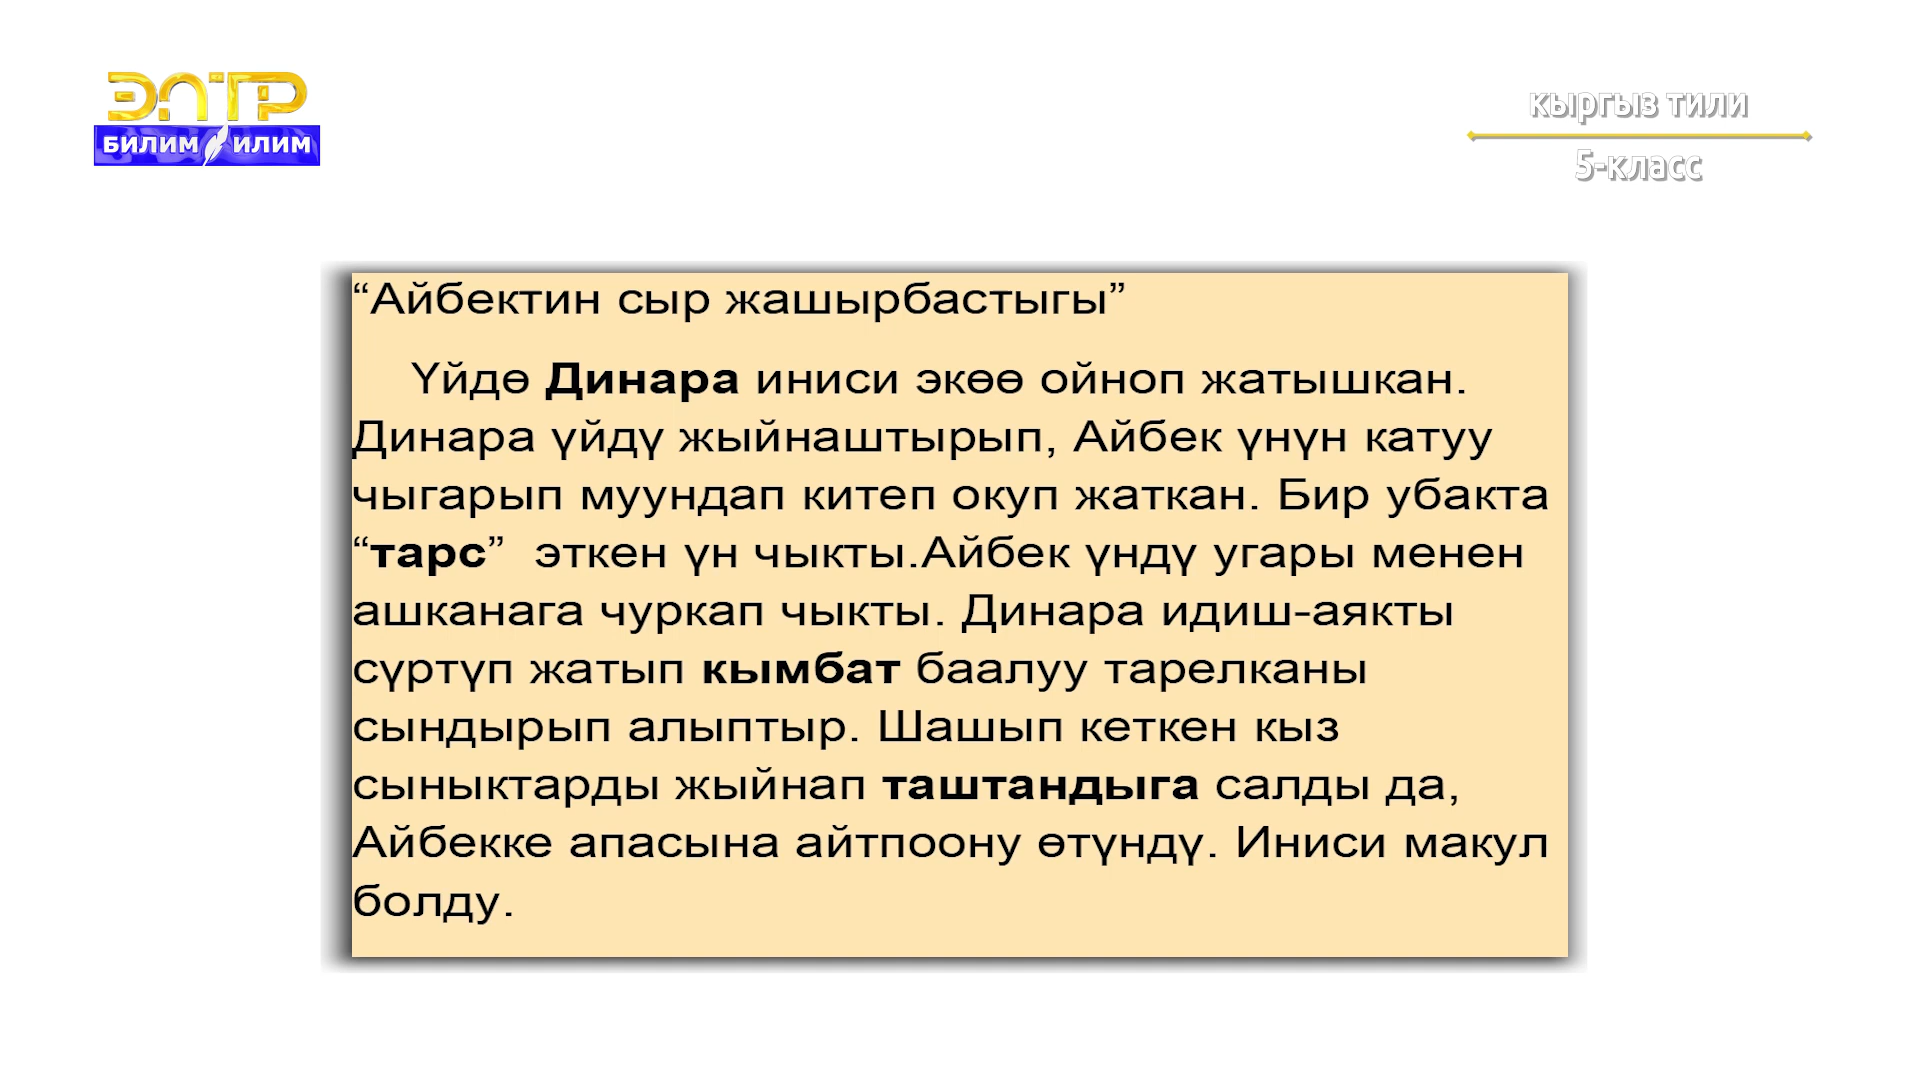 ЭЛТР
БИЛИМ ИЛИМ
кыргыз тили
5-класс
“Айбектин сыр жашырбастыгы”
Үйдө Динара иниси экөө ойноп жатышкан.
Динара үйдү жыйнаштырып, Айбек үнүн катуу
чыгарып муундап китеп окуп жаткан. Бир убакта
“тарс”  эткен үн чыкты.Айбек үндү угары менен
ашканага чуркап чыкты. Динара идиш-аякты
сүртүп жатып кымбат баалуу тарелканы
сындырып алыптыр. Шашып кеткен кыз
сыныктарды жыйнап таштандыга салды да,
Айбекке апасына айтпоону өтүндү. Иниси макул
болду.